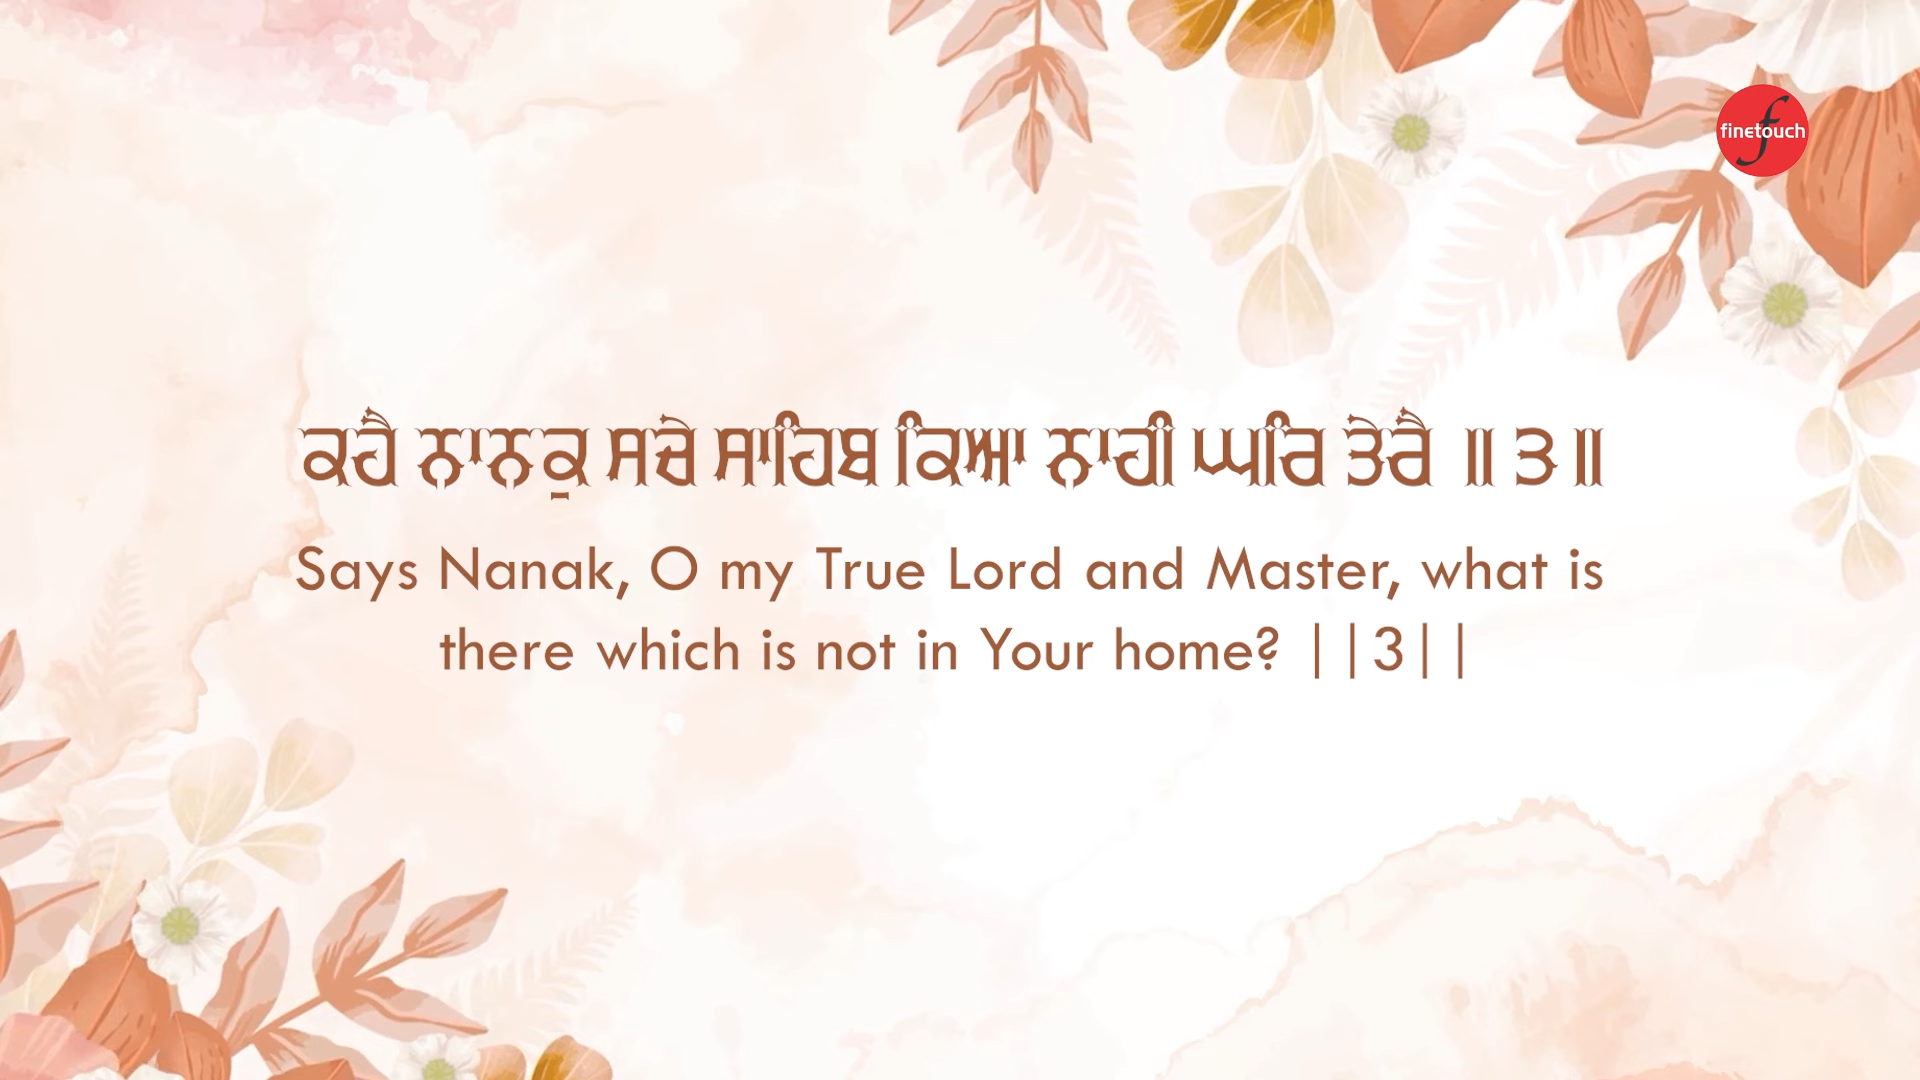 finetouch
ਕਹੈ ਨਾਨਕੁ ਸਚੇ ਸਾਹਿਬ ਕਿਆ ਨਾਹੀ ਘਰਿ ਤੇਰੈ ॥੩॥
Says Nanak, O my True Lord and Master, what is
there which is not in Your home? ||3||